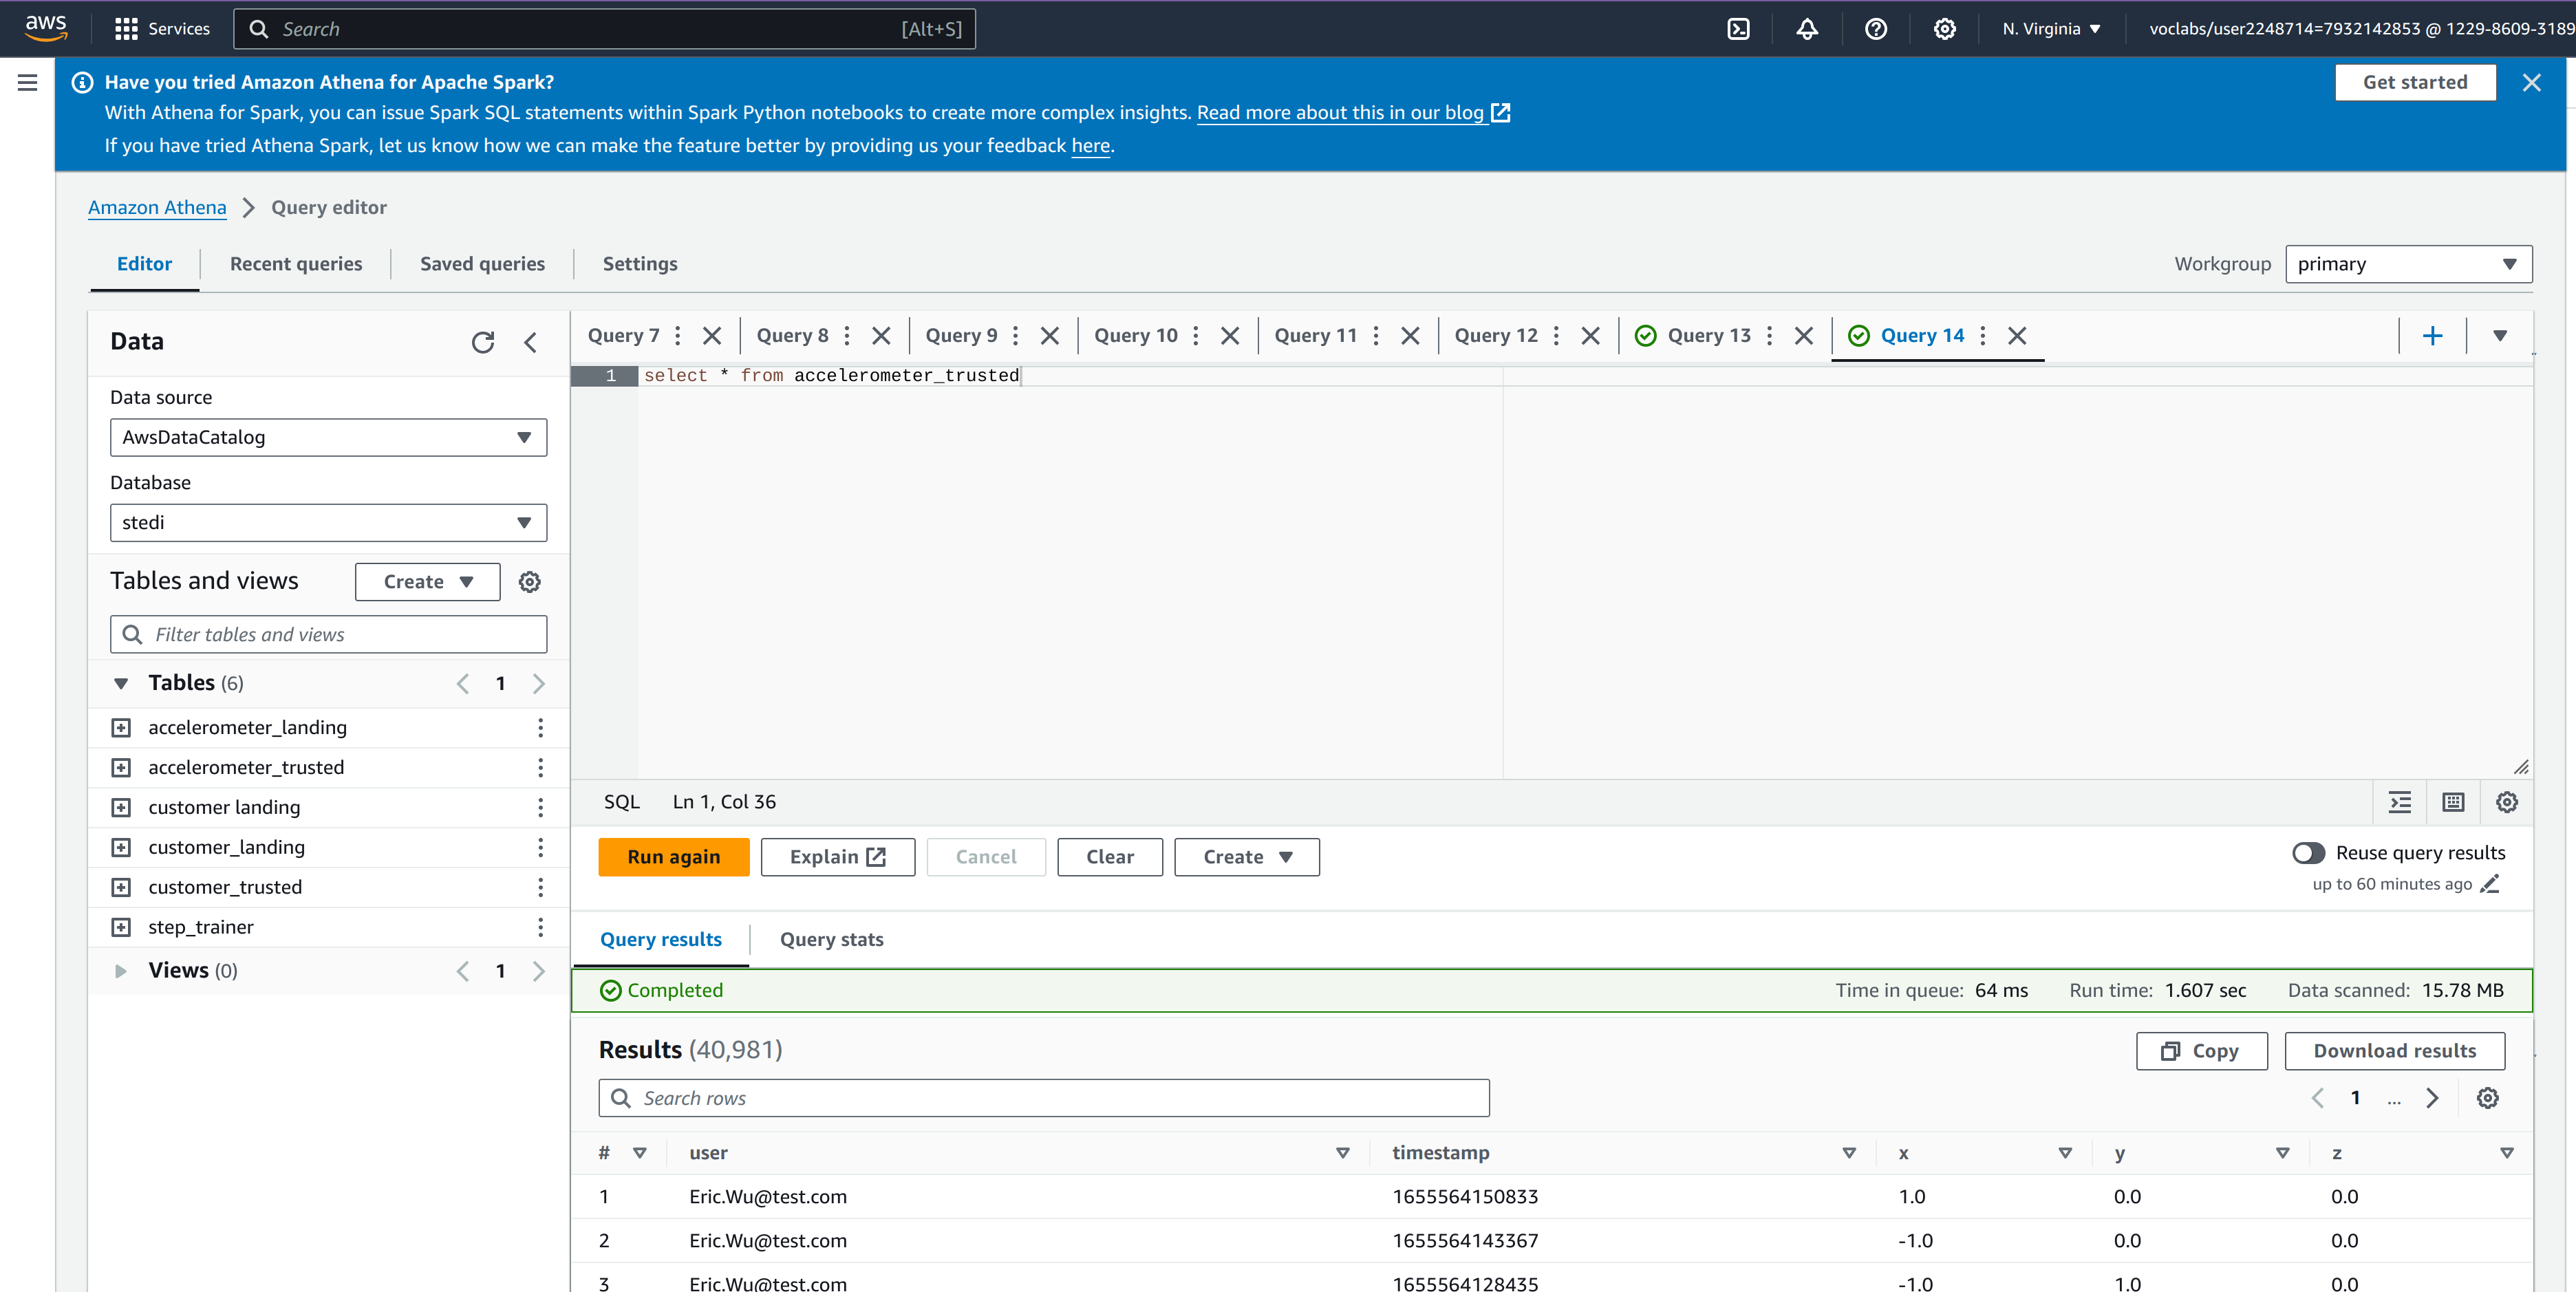 aws Services Search [Alt+S] N. Virginia voclabs/user2248714=7932142853 @ 1229-8609-3189
Have you tried Amazon Athena for Apache Spark? Get started
With Athena for Spark, you can issue Spark SQL statements within Spark Python notebooks to create more complex insights. Read more about this in our blog
If you have tried Athena Spark, let us know how we can make the feature better by providing us your feedback here.
Amazon Athena Query editor
Editor Recent queries Saved queries Settings Workgroup primary
Data
Data source
AwsDataCatalog
Database
stedi
Tables and views Create
Filter tables and views
Tables (6) 1
accelerometer_landing
accelerometer_trusted
customer landing
customer_landing
customer_trusted
step_trainer
Views (0) 1
Query 7 Query 8 Query 9 Query 10 Query 11 Query 12 Query 13 Query 14
1 select * from accelerometer_trusted
SQL Ln 1, Col 36
Run again Explain Cancel Clear Create Reuse query results
up to 60 minutes ago
Query results Query stats
Completed Time in queue: 64 ms Run time: 1.607 sec Data scanned: 15.78 MB
Results (40,981) Copy Download results
Search rows 1 ...
# user timestamp x y z
1 Eric.Wu@test.com 1655564150833 1.0 0.0 0.0
2 Eric.Wu@test.com 1655564143367 -1.0 0.0 0.0
3 Eric.Wu@test.com 1655564128435 -1.0 1.0 0.0